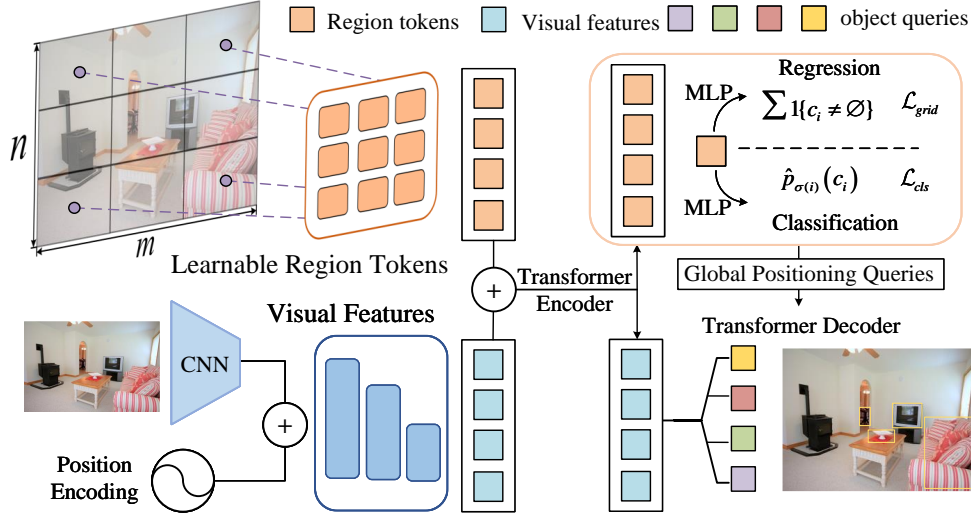 Region tokens
Visual features
object queries
n
m
Learnable Region Tokens
Regression
MLP
∑ 1{c_i ≠ ∅}
ℒ_grid
p̂_σ(i)(c_i)
ℒ_cls
MLP
Classification
+
Transformer
Encoder
Global Positioning Queries
Visual Features
Transformer Decoder
CNN
+
Position
Encoding